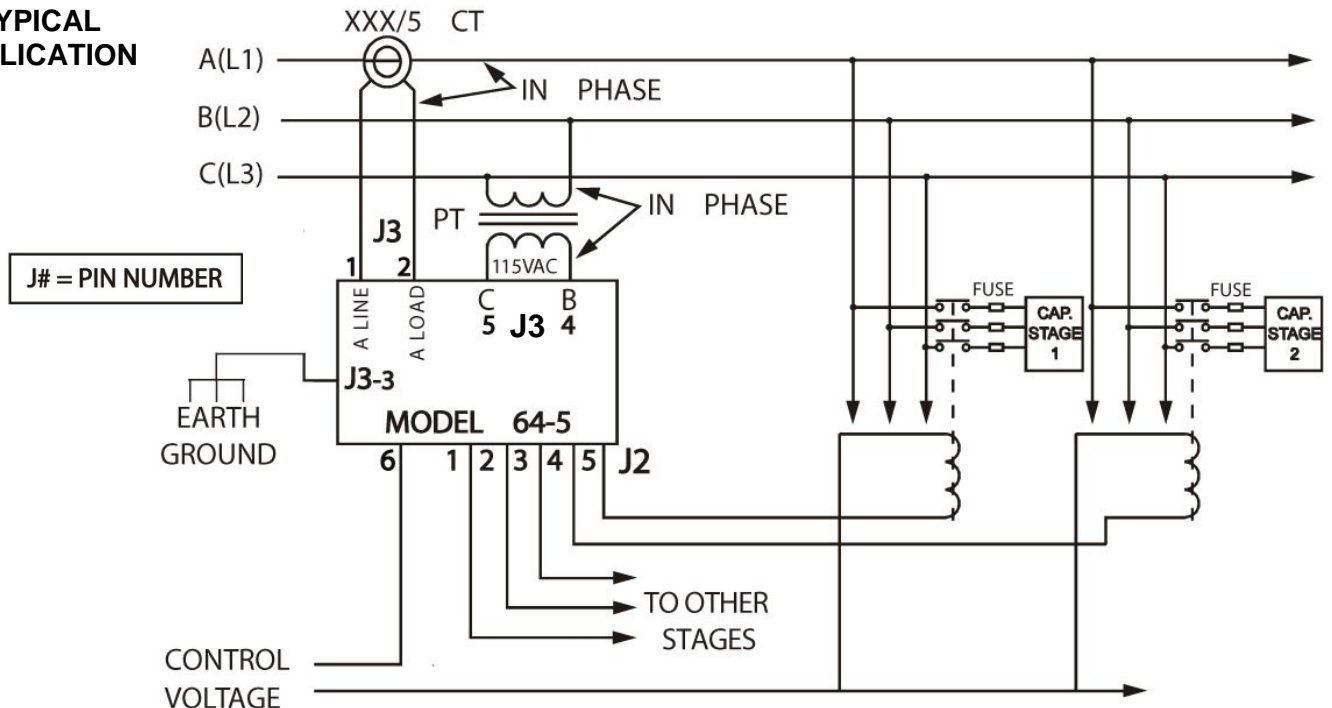 YPICAL
LICATION
XXX/5 CT
A(L1)
IN PHASE
B(L2)
C(L3)
PT
IN PHASE
J3
J# = PIN NUMBER
1 2
115VAC
A LINE
A LOAD
C B
5 J3 4
J3-3
EARTH
GROUND
MODEL 64-5
6 1 2 3 4 5 J2
FUSE
CAP.
STAGE
1
FUSE
CAP.
STAGE
2
TO OTHER
STAGES
CONTROL
VOLTAGE